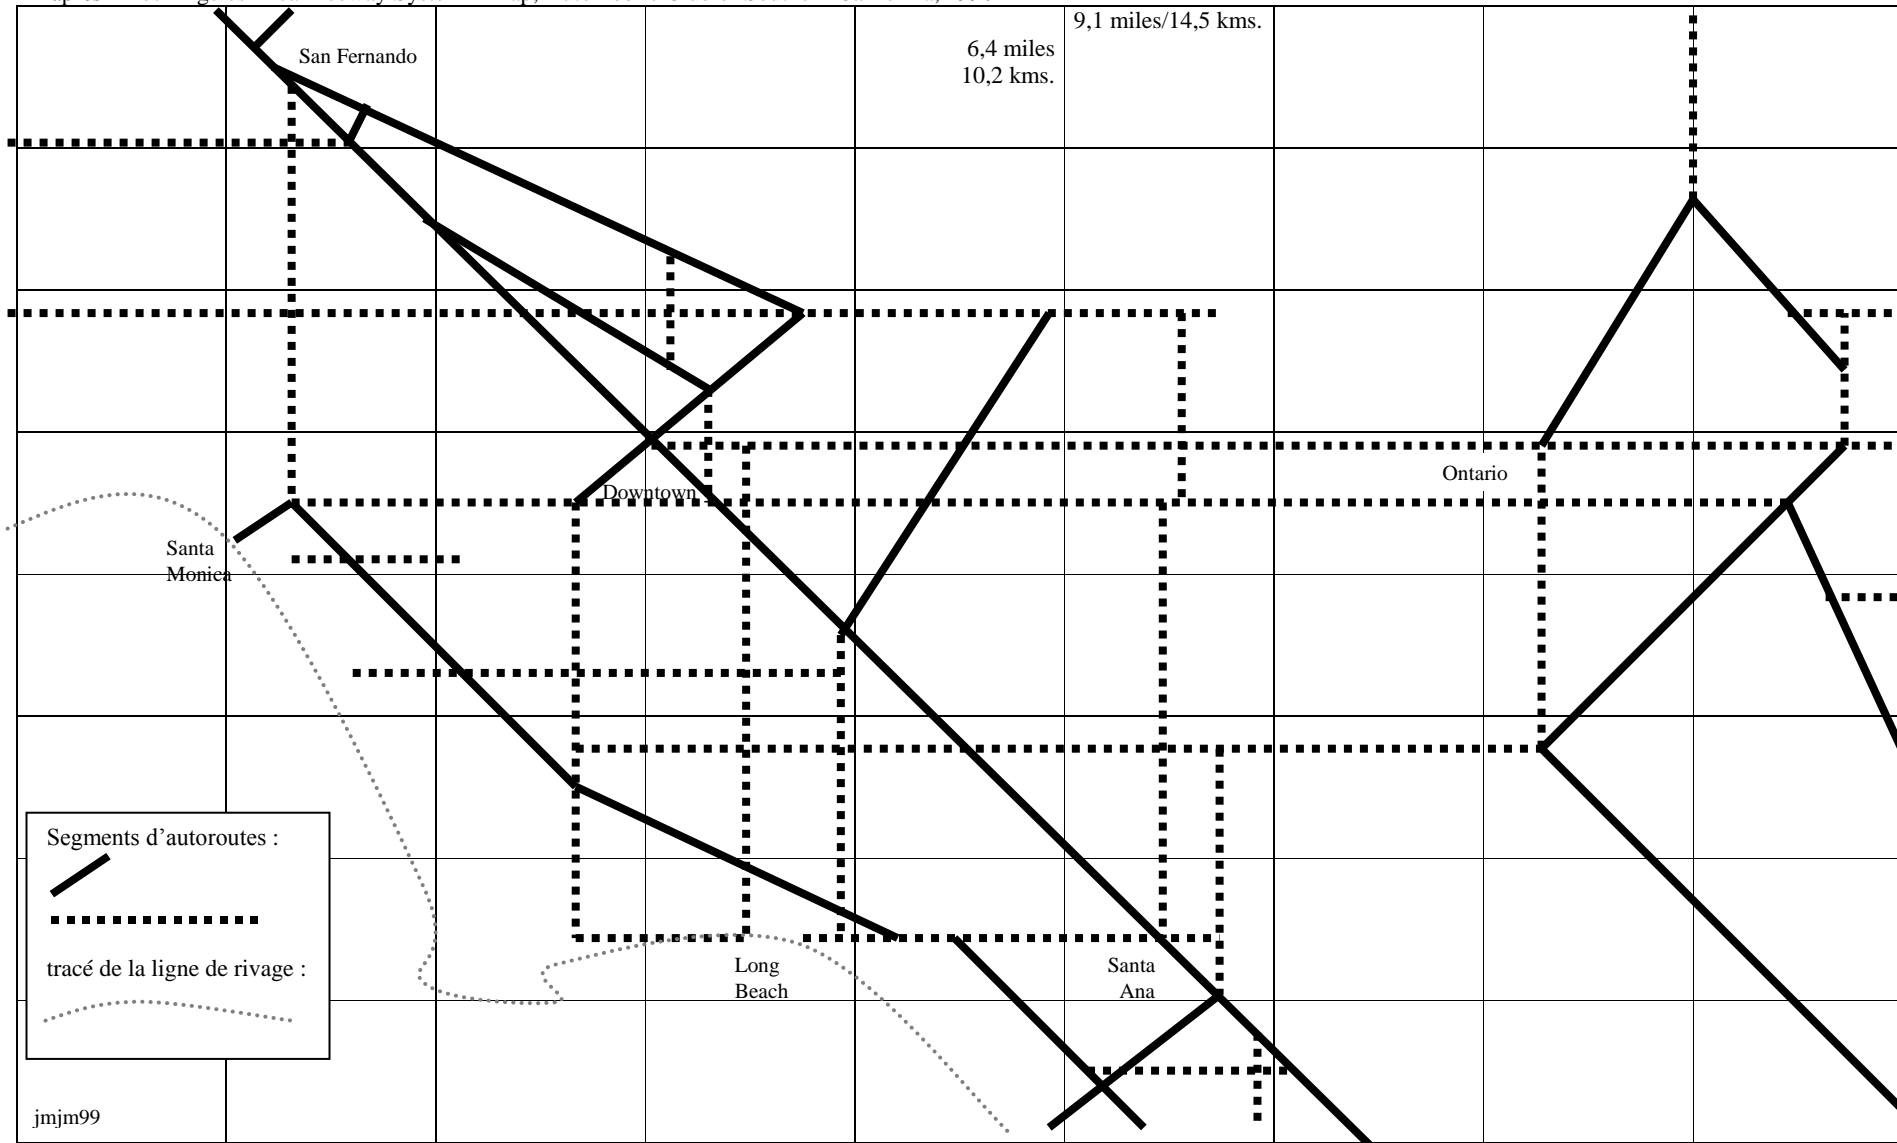 9,1 miles/14,5 kms.
6,4 miles
10,2 kms.
San Fernando
Ontario
Downtown
Santa
Monica
Segments d’autoroutes :
tracé de la ligne de rivage :
Long
Beach
Santa
Ana
jmjm99